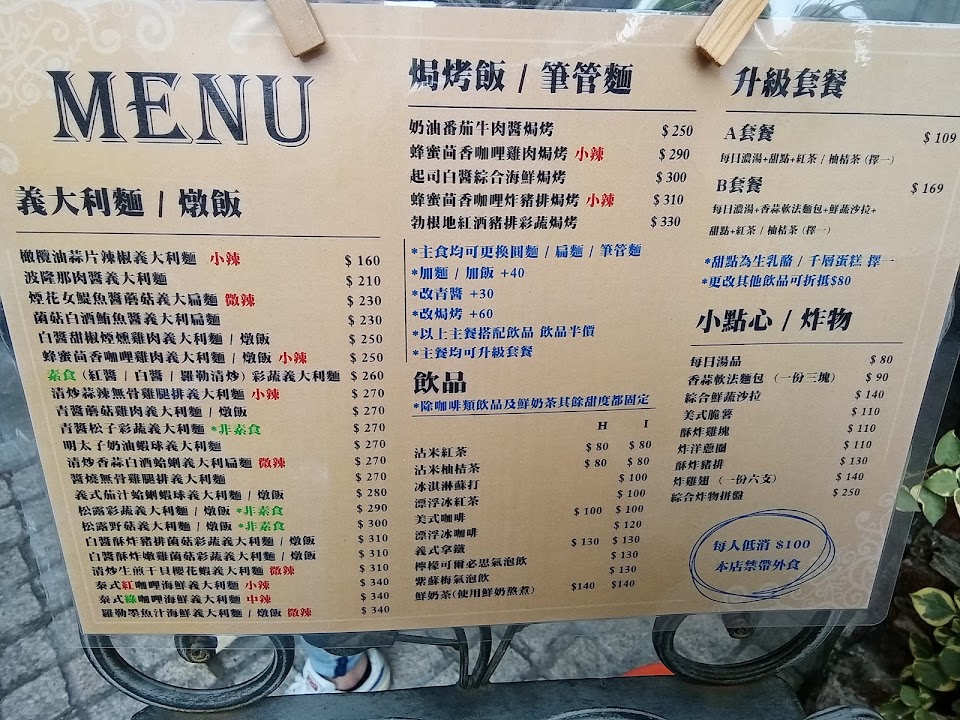 MENU
義大利麵 / 燉飯
橄欖油蒜片辣椒義大利麵 小辣 $ 160
波隆那肉醬義大利麵 $ 210
煙花女鯷魚醬蘑菇義大扁麵 微辣 $ 230
菌菇白酒鮪魚醬義大利扁麵 $ 230
白醬甜椒煙燻雞肉義大利麵 / 燉飯 $ 250
蜂蜜茴香咖哩雞肉義大利麵 / 燉飯 小辣 $ 250
素食 (紅醬 / 白醬 / 羅勒清炒) 彩蔬義大利麵 $ 260
清炒蒜辣無骨雞腿排義大利麵 小辣 $ 270
青醬蘑菇雞肉義大利麵 / 燉飯 $ 270
青醬松子彩蔬義大利麵 *非素食 $ 270
明太子奶油蝦球義大利麵 $ 270
清炒香蒜白酒蛤蜊義大利扁麵 微辣 $ 270
醬燒無骨雞腿排義大利麵 $ 270
義式茄汁蛤蜊蝦球義大利麵 / 燉飯 $ 280
松露彩蔬義大利麵 / 燉飯 *非素食 $ 290
松露野菇義大利麵 / 燉飯 *非素食 $ 300
白醬酥炸豬排菌菇彩蔬義大利麵 / 燉飯 $ 310
白醬酥炸嫩雞菌菇彩蔬義大利麵 / 燉飯 $ 310
清炒生煎干貝櫻花蝦義大利麵 微辣 $ 310
泰式紅咖哩海鮮義大利麵 小辣 $ 340
泰式綠咖哩海鮮義大利麵 中辣 $ 340
羅勒墨魚汁海鮮義大利麵 / 燉飯 微辣 $ 340
焗烤飯 / 筆管麵
奶油番茄牛肉醬焗烤 $ 250
蜂蜜茴香咖哩雞肉焗烤 小辣 $ 290
起司白醬綜合海鮮焗烤 $ 300
蜂蜜茴香咖哩炸豬排焗烤 小辣 $ 310
勃根地紅酒豬排彩蔬焗烤 $ 330
*主食均可更換圓麵 / 扁麵 / 筆管麵
*加麵 / 加飯 +40
*改青醬 +30
*改焗烤 +60
*以上主餐搭配飲品 飲品半價
*主餐均可升級套餐
飲品
*除咖啡類飲品及鮮奶茶其餘甜度都固定
H I
沾米紅茶 $ 80 $ 80
沾米柚桔茶 $ 80 $ 80
冰淇淋蘇打 $ 100
漂浮冰紅茶 $ 100
美式咖啡 $ 100 $ 100
漂浮冰咖啡 $ 120
義式拿鐵 $ 130 $ 130
檸檬可爾必思氣泡飲 $ 130
紫蘇梅氣泡飲 $ 130
鮮奶茶(使用鮮奶熬煮) $140 $140
升級套餐
A套餐 $ 109
每日濃湯+甜點+紅茶 / 柚桔茶 (擇一)
B套餐 $ 169
每日濃湯+香蒜軟法麵包+鮮蔬沙拉+
甜點+紅茶 / 柚桔茶 (擇一)
*甜點為生乳酪 / 千層蛋糕 擇一
*更改其他飲品可折抵$80
小點心 / 炸物
每日湯品 $ 80
香蒜軟法麵包 (一份三塊) $ 90
綜合鮮蔬沙拉 $ 140
美式脆薯 $ 110
酥炸雞塊 $ 110
炸洋蔥圈 $ 110
酥炸豬排 $ 130
炸雞翅 (一份六支) $ 140
綜合炸物拼盤 $ 250
每人低消 $100
本店禁帶外食